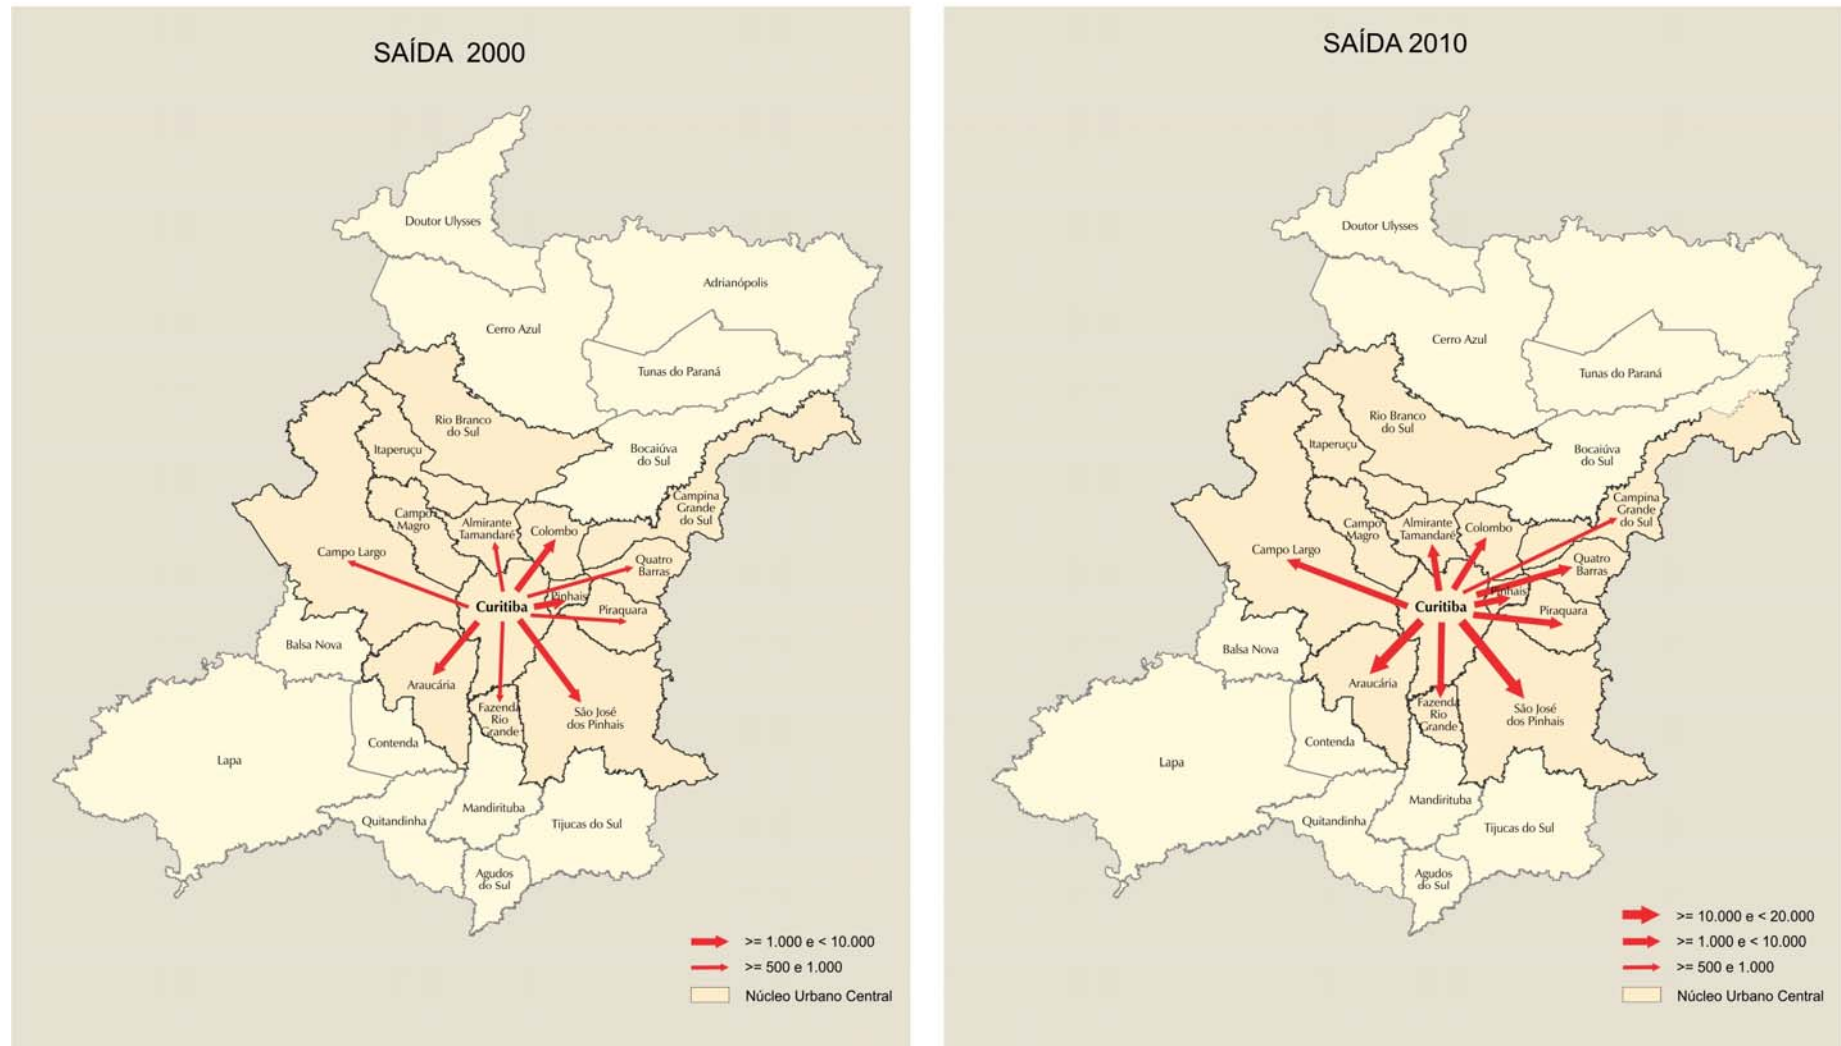 SAÍDA 2000
Doutor Ulysses
Adrianópolis
Cerro Azul
Tunas do Paraná
Rio Branco
do Sul
Itaperuçu
Bocaiúva
do Sul
Campina
Grande
do Sul
Campo
Magro
Almirante
Tamandaré
Colombo
Campo Largo
Quatro
Barras
Pinhais
Curitiba
Piraquara
Balsa Nova
Araucária
Fazenda
Rio
Grande
São José
dos Pinhais
Contenda
Lapa
Mandirituba
Quitandinha
Tijucas do Sul
Agudos
do Sul
>= 1.000 e < 10.000
>= 500 e 1.000
Núcleo Urbano Central
SAÍDA 2010
Doutor Ulysses
Cerro Azul
Tunas do Paraná
Rio Branco
do Sul
Itaperuçu
Bocaiúva
do Sul
Campina
Grande
do Sul
Campo
Magro
Almirante
Tamandaré
Colombo
Campo Largo
Quatro
Barras
Pinhais
Curitiba
Piraquara
Balsa Nova
Araucária
Fazenda
Rio
Grande
São José
dos Pinhais
Contenda
Lapa
Mandirituba
Quitandinha
Tijucas do Sul
Agudos
do Sul
>= 10.000 e < 20.000
>= 1.000 e < 10.000
>= 500 e 1.000
Núcleo Urbano Central